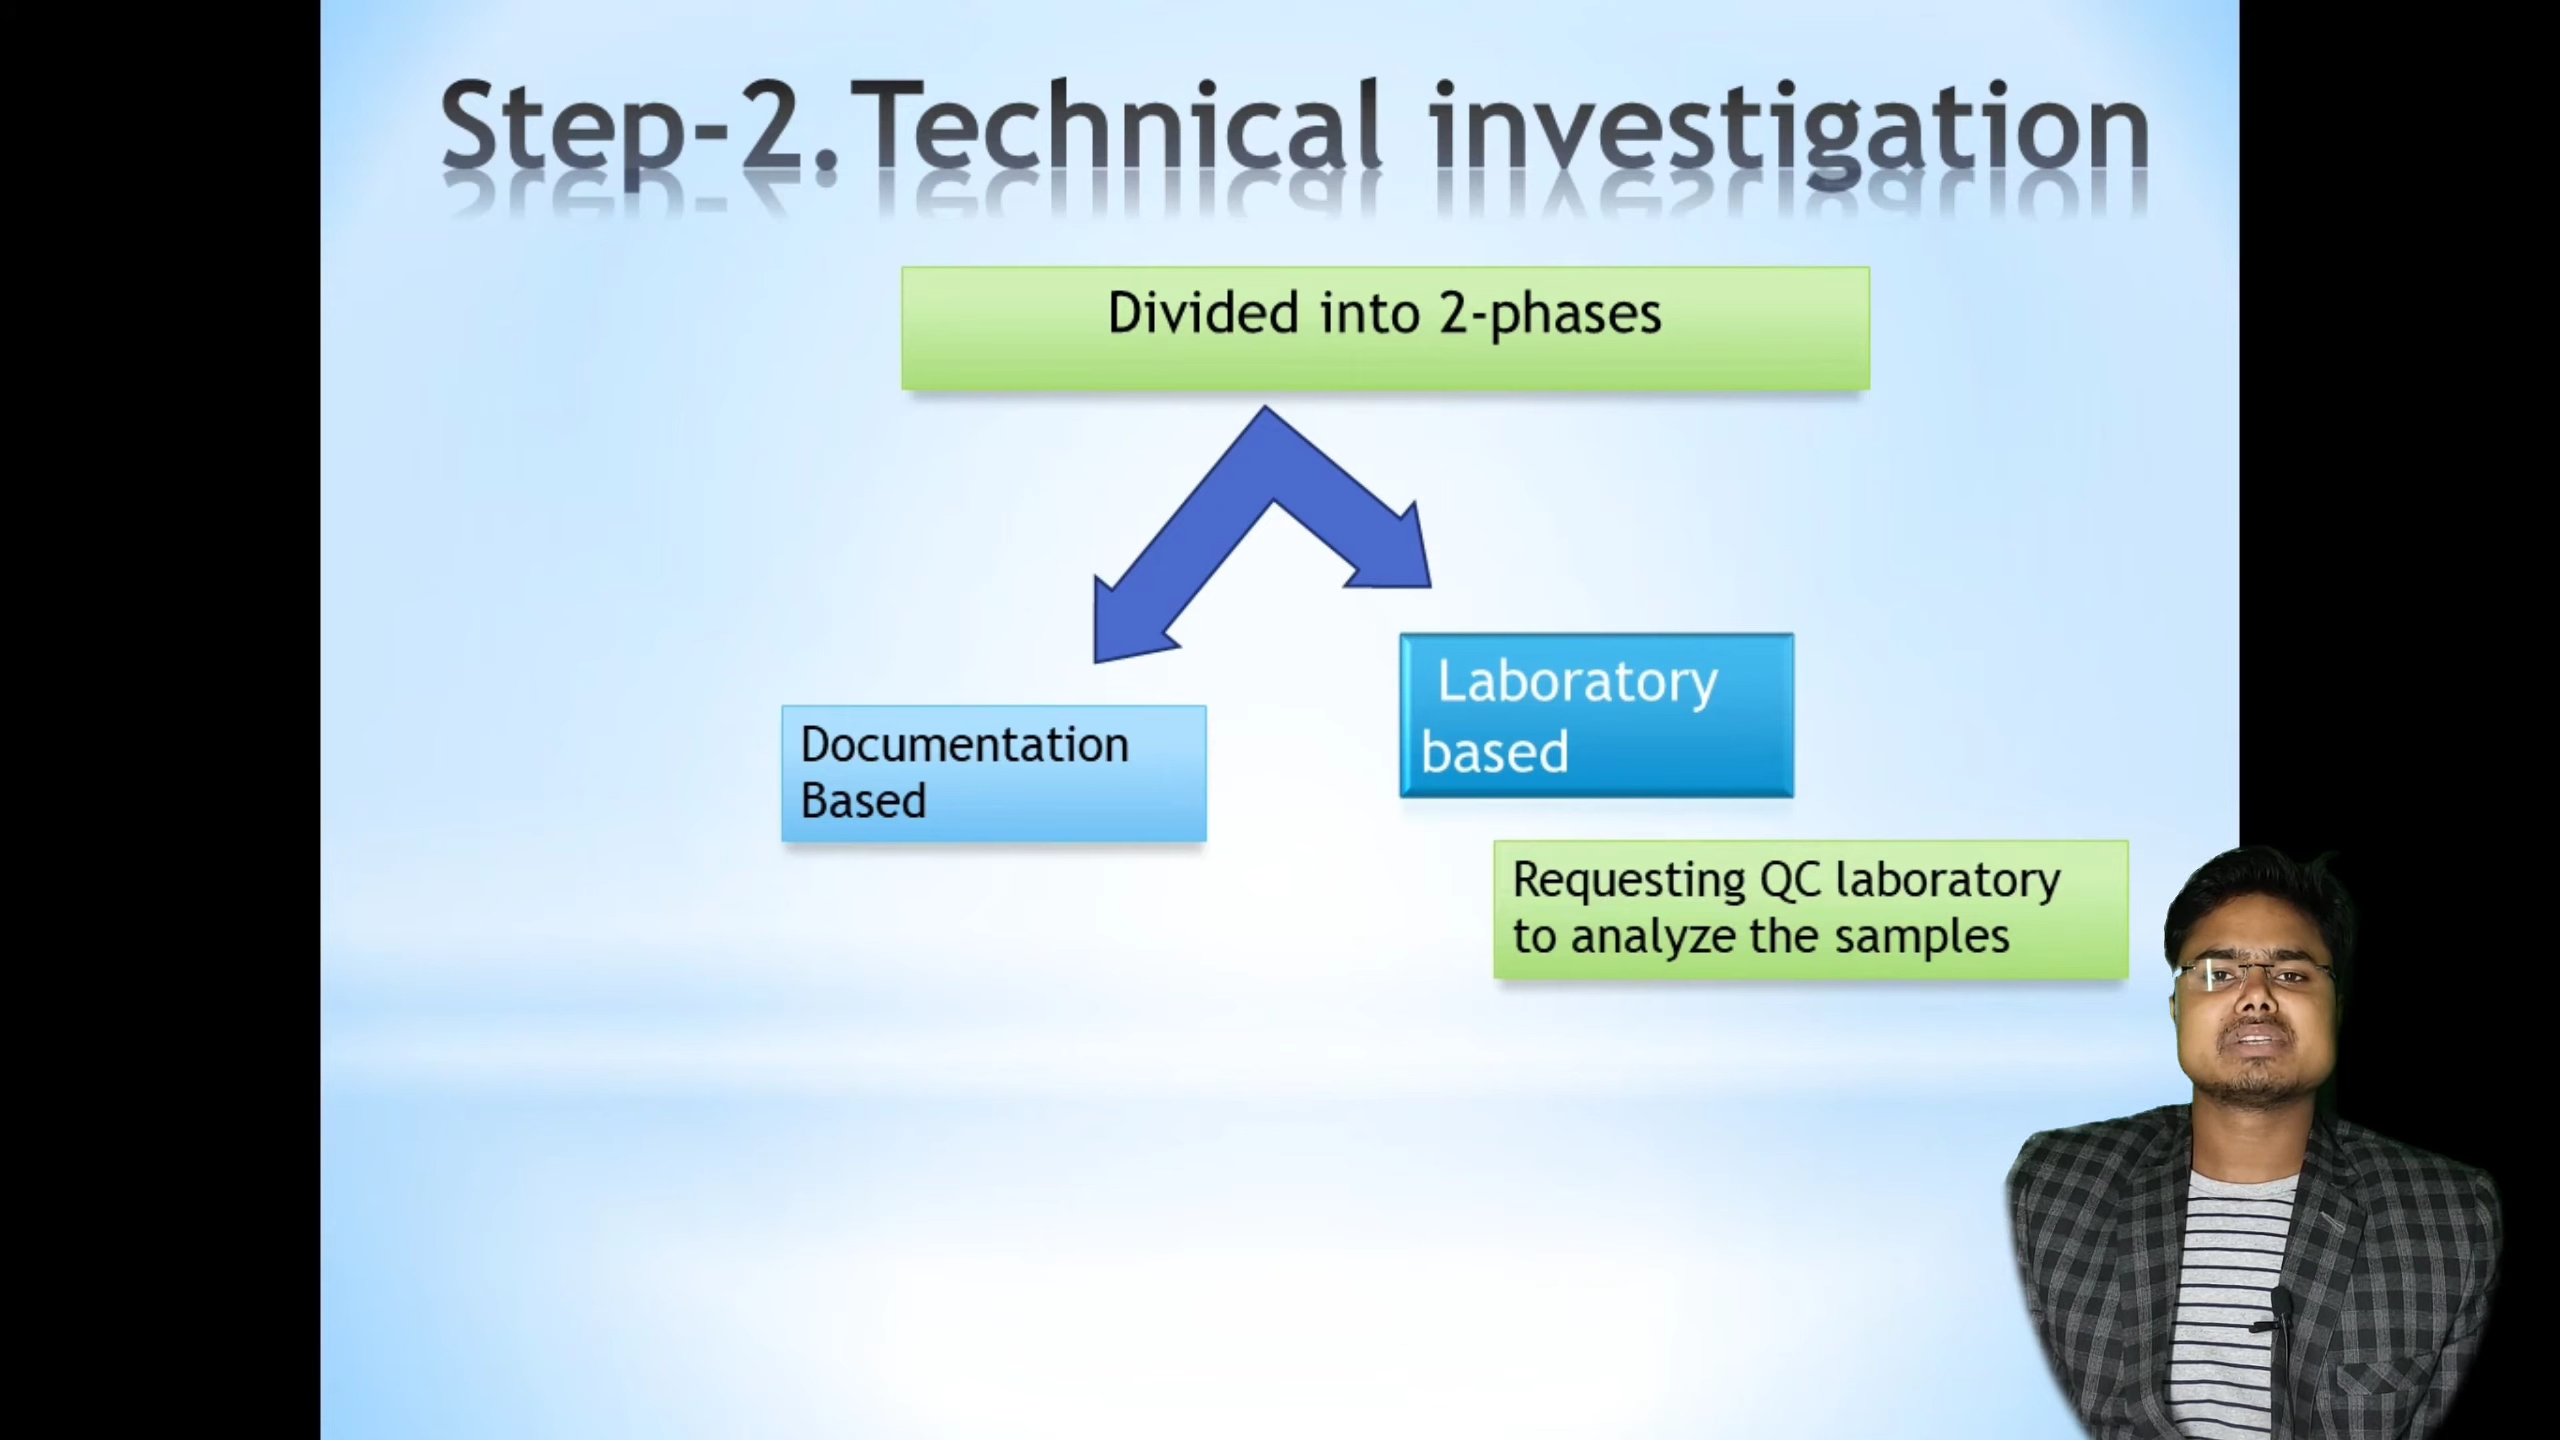 Step-2.Technical investigation
Divided into 2-phases
Documentation
Based
Laboratory
based
Requesting QC laboratory
to analyze the samples